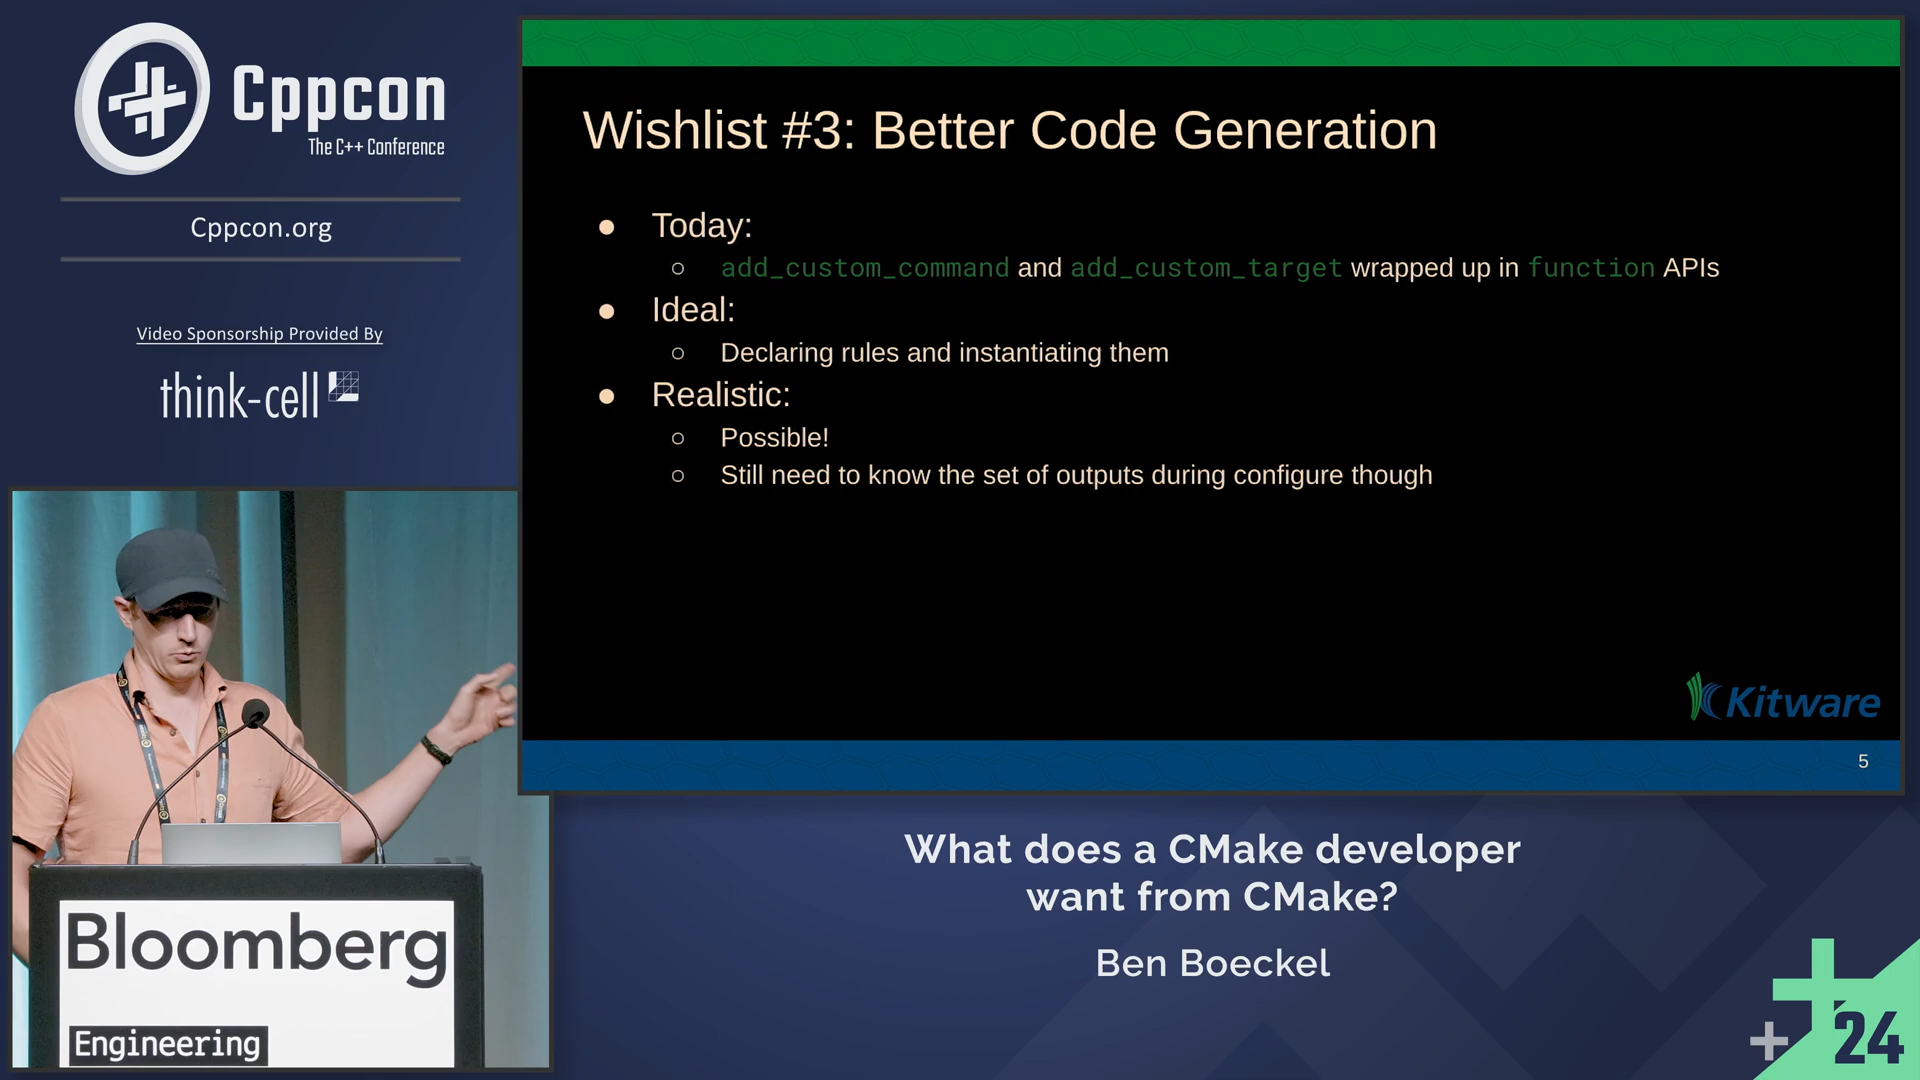 Cppcon
The C++ Conference
Cppcon.org
Video Sponsorship Provided By
think-cell
Wishlist #3: Better Code Generation
Today:
add_custom_command and add_custom_target wrapped up in function APIs
Ideal:
Declaring rules and instantiating them
Realistic:
Possible!
Still need to know the set of outputs during configure though
Kitware
5
Bloomberg
Engineering
What does a CMake developer
want from CMake?
Ben Boeckel
24